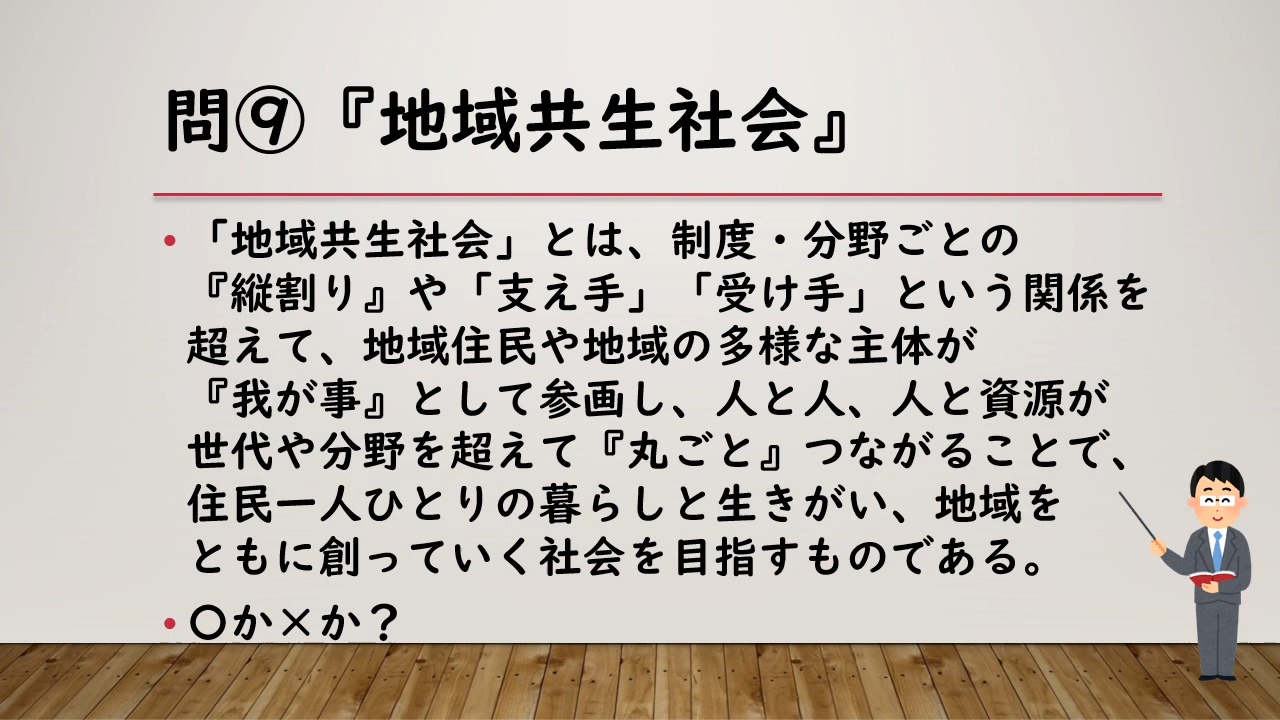 問⑨『地域共生社会』
・「地域共生社会」とは、制度・分野ごとの
『縦割り』や「支え手」「受け手」という関係を
超えて、地域住民や地域の多様な主体が
『我が事』として参画し、人と人、人と資源が
世代や分野を超えて『丸ごと』つながることで、
住民一人ひとりの暮らしと生きがい、地域を
ともに創っていく社会を目指すものである。
・〇か×か？